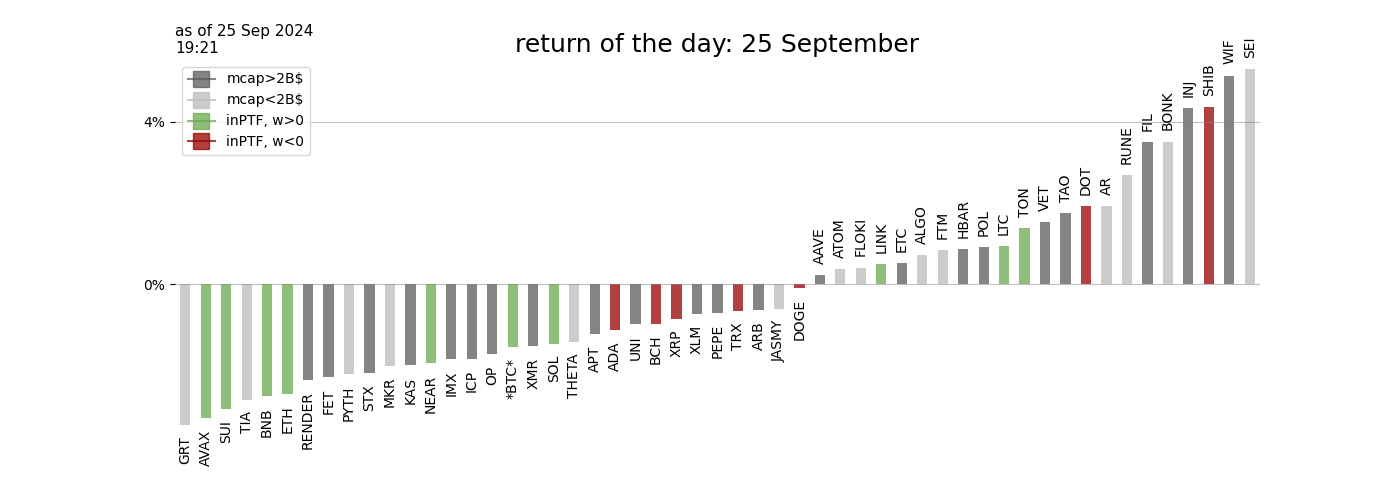 as of 25 Sep 2024
19:21
return of the day: 25 September
mcap>2B$
mcap<2B$
inPTF, w>0
inPTF, w<0
4%
0%
GRT
AVAX
SUI
TIA
BNB
ETH
RENDER
FET
PYTH
STX
MKR
KAS
NEAR
IMX
ICP
OP
*BTC*
XMR
SOL
THETA
APT
ADA
UNI
BCH
XRP
XLM
PEPE
TRX
ARB
JASMY
DOGE
AAVE
ATOM
FLOKI
LINK
ETC
ALGO
FTM
HBAR
POL
LTC
TON
VET
TAO
DOT
AR
RUNE
FIL
BONK
INJ
SHIB
WIF
SEI